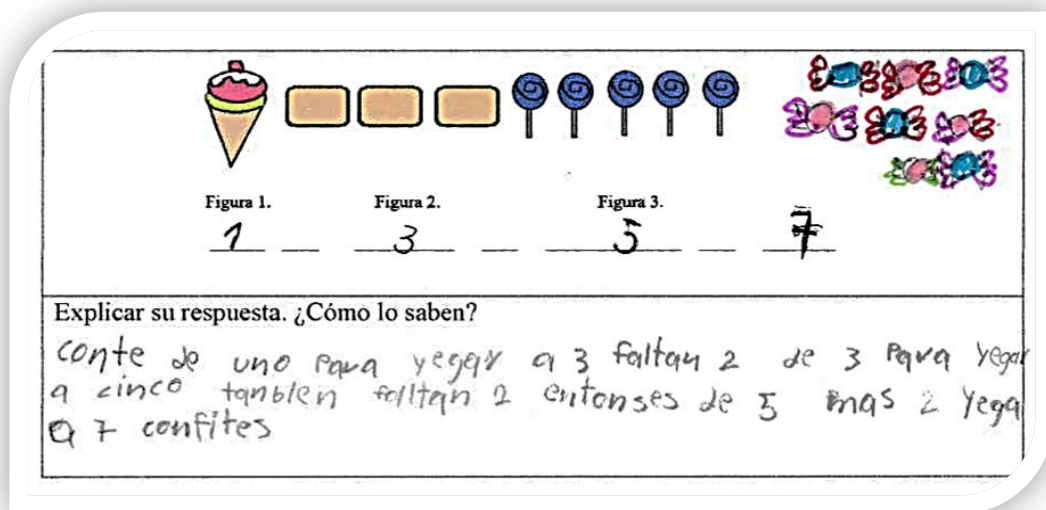 Figura 1. Figura 2. Figura 3.
1 3 5 7
Explicar su respuesta. ¿Cómo lo saben?
conte de uno para yegar a 3 faltan 2 de 3 para yegar
a cinco tanbien falltan 2 entonses de 5 mas 2 yega
a 7 confites